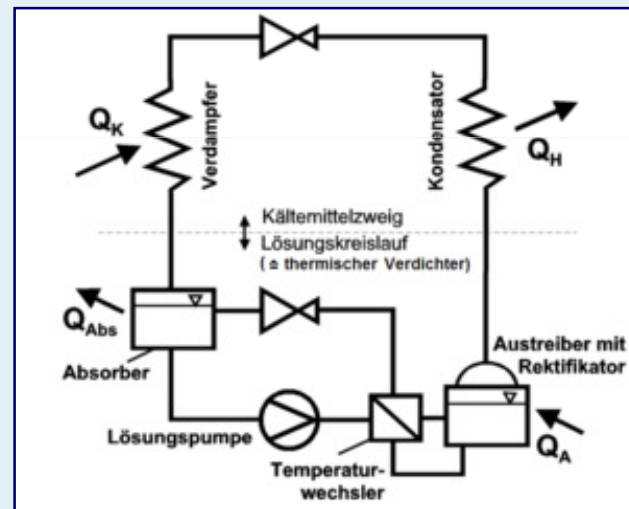 Q_K
Verdampfer
Kondensator
Q_H
Kältemittelzweig
Lösungskreislauf
(≙ thermischer Verdichter)
Q_Abs
Absorber
Austreiber mit
Rektifikator
Lösungspumpe
Q_A
Temperatur-
wechsler